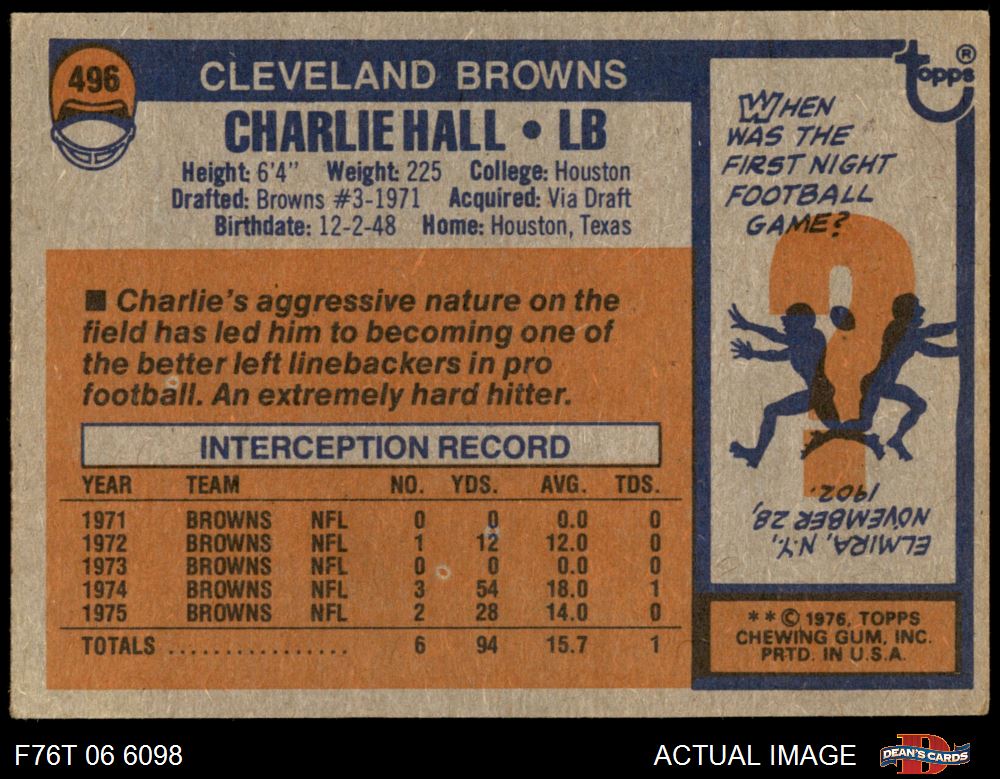 496
CLEVELAND BROWNS
CHARLIE HALL • LB
Height: 6'4" Weight: 225 College: Houston
Drafted: Browns #3-1971 Acquired: Via Draft
Birthdate: 12-2-48 Home: Houston, Texas
■ Charlie's aggressive nature on the
field has led him to becoming one of
the better left linebackers in pro
football. An extremely hard hitter.
INTERCEPTION RECORD
YEAR TEAM NO. YDS. AVG. TDS.
1971 BROWNS NFL 0 0 0.0 0
1972 BROWNS NFL 1 12 12.0 0
1973 BROWNS NFL 0 0 0.0 0
1974 BROWNS NFL 3 54 18.0 1
1975 BROWNS NFL 2 28 14.0 0
TOTALS ................ 6 94 15.7 1
topps®
WHEN
WAS THE
FIRST NIGHT
FOOTBALL
GAME?
ELMIRA, N.Y.,
NOVEMBER 28,
1902.
**© 1976, TOPPS
CHEWING GUM, INC.
PRTD. IN U.S.A.
F76T 06 6098
ACTUAL IMAGE
DEAN'S CARDS